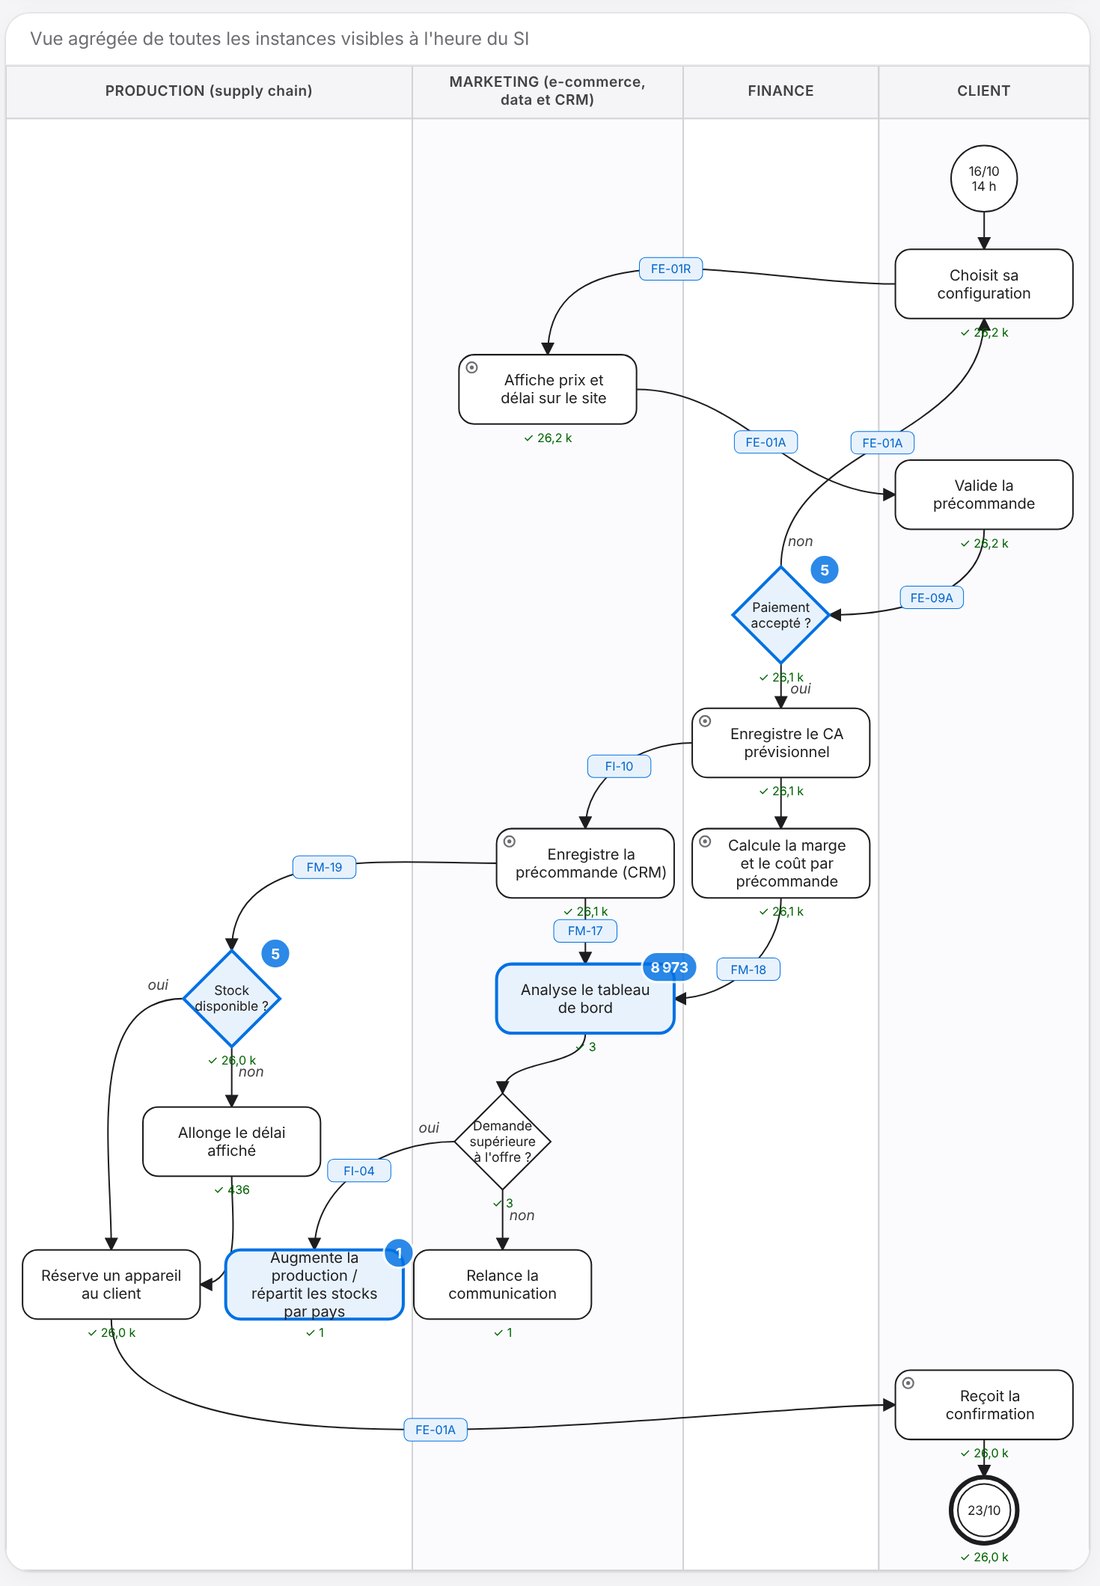 Vue agrégée de toutes les instances visibles à l'heure du SI
PRODUCTION (supply chain)
MARKETING (e-commerce,
data et CRM)
FINANCE
CLIENT
16/10
14 h
Choisit sa
configuration
✓ 26,2 k
FE-01R
Affiche prix et
délai sur le site
✓ 26,2 k
FE-01A
FE-01A
Valide la
précommande
✓ 26,2 k
non
5
Paiement
accepté ?
FE-09A
✓ 26,1 k
oui
Enregistre le CA
prévisionnel
✓ 26,1 k
FI-10
Enregistre la
précommande (CRM)
✓ 26,1 k
Calcule la marge
et le coût par
précommande
✓ 26,1 k
FM-19
FM-17
FM-18
5
Stock
disponible ?
oui
✓ 26,0 k
non
8 973
Analyse le tableau
de bord
✓ 3
Allonge le délai
affiché
✓ 436
Demande
supérieure
à l'offre ?
oui
FI-04
✓ 3
non
Réserve un appareil
au client
✓ 26,0 k
1
Augmente la
production /
répartit les stocks
par pays
✓ 1
Relance la
communication
✓ 1
FE-01A
Reçoit la
confirmation
✓ 26,0 k
23/10
✓ 26,0 k